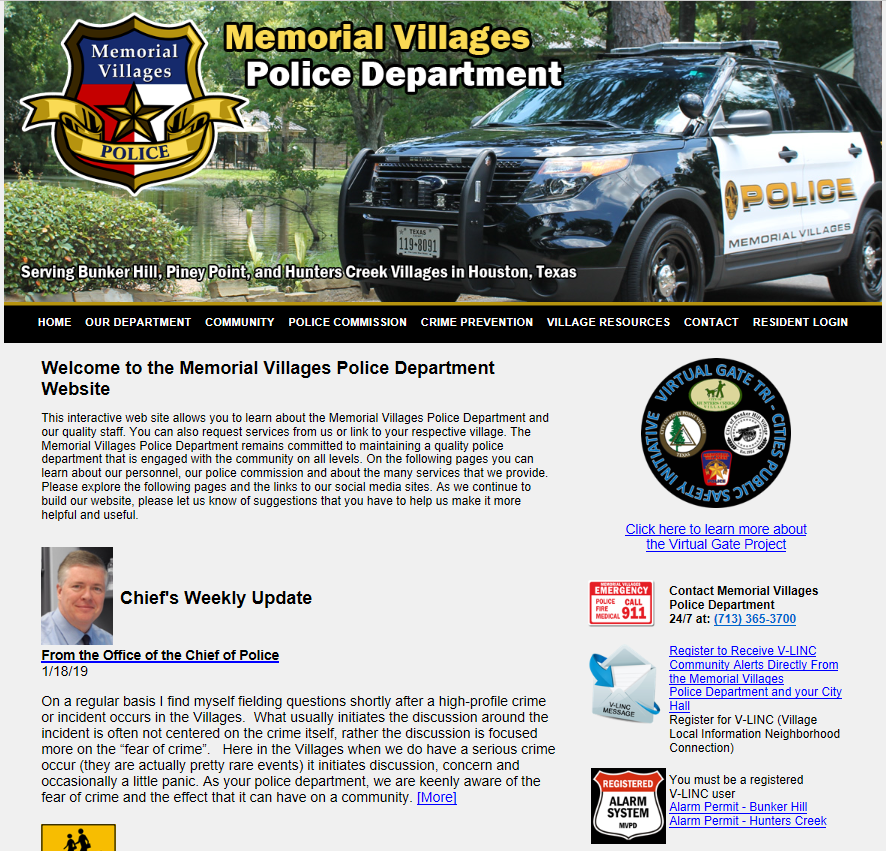 Memorial
Villages
POLICE
Memorial Villages
Police Department
TEXAS
119·8091
POLICE
MEMORIAL VILLAGES
Serving Bunker Hill, Piney Point, and Hunters Creek Villages in Houston, Texas
HOME OUR DEPARTMENT COMMUNITY POLICE COMMISSION CRIME PREVENTION VILLAGE RESOURCES CONTACT RESIDENT LOGIN
Welcome to the Memorial Villages Police Department
Website
This interactive web site allows you to learn about the Memorial Villages Police Department and
our quality staff. You can also request services from us or link to your respective village. The
Memorial Villages Police Department remains committed to maintaining a quality police
department that is engaged with the community on all levels. On the following pages you can
learn about our personnel, our police commission and about the many services that we provide.
Please explore the following pages and the links to our social media sites. As we continue to
build our website, please let us know of suggestions that you have to help us make it more
helpful and useful.
Chief's Weekly Update
From the Office of the Chief of Police
1/18/19
On a regular basis I find myself fielding questions shortly after a high-profile crime
or incident occurs in the Villages.  What usually initiates the discussion around the
incident is often not centered on the crime itself, rather the discussion is focused
more on the “fear of crime”.   Here in the Villages when we do have a serious crime
occur (they are actually pretty rare events) it initiates discussion, concern and
occasionally a little panic. As your police department, we are keenly aware of the
fear of crime and the effect that it can have on a community. [More]
VIRTUAL GATE TRI - CITIES PUBLIC SAFETY INITIATIVE
Click here to learn more about
the Virtual Gate Project
MEMORIAL VILLAGES
EMERGENCY
POLICE
FIRE
MEDICAL
CALL
911
Contact Memorial Villages
Police Department
24/7 at: (713) 365-3700
V-LINC
MESSAGE
Register to Receive V-LINC
Community Alerts Directly From
the Memorial Villages
Police Department and your City
Hall
Register for V-LINC (Village
Local Information Neighborhood
Connection)
REGISTERED
ALARM
SYSTEM
MVPD
You must be a registered
V-LINC user
Alarm Permit - Bunker Hill
Alarm Permit - Hunters Creek